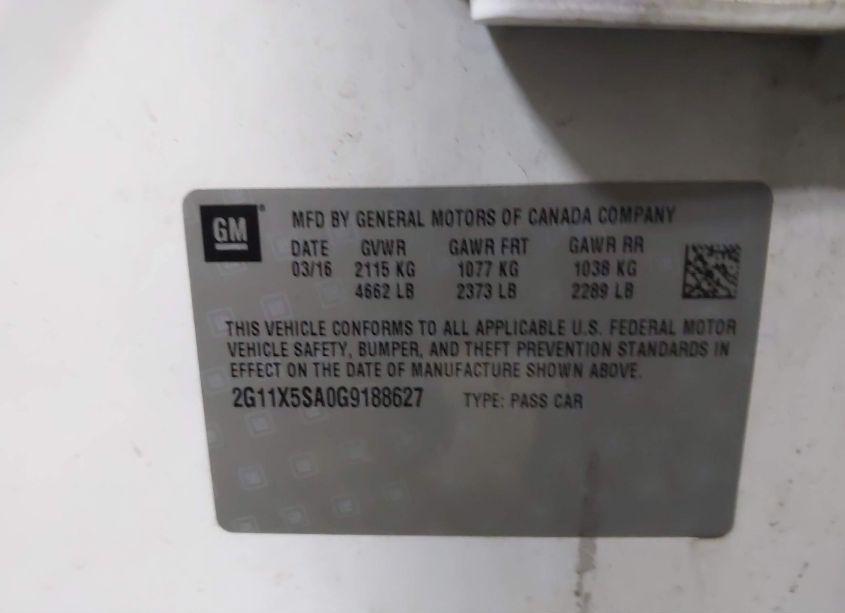 GM ® MFD BY GENERAL MOTORS OF CANADA COMPANY
DATE GVWR GAWR FRT GAWR RR
03/16 2115 KG 1077 KG 1038 KG
4662 LB 2373 LB 2289 LB
THIS VEHICLE CONFORMS TO ALL APPLICABLE U.S. FEDERAL MOTOR
VEHICLE SAFETY, BUMPER, AND THEFT PREVENTION STANDARDS IN
EFFECT ON THE DATE OF MANUFACTURE SHOWN ABOVE.
2G11X5SA0G9188627 TYPE: PASS CAR